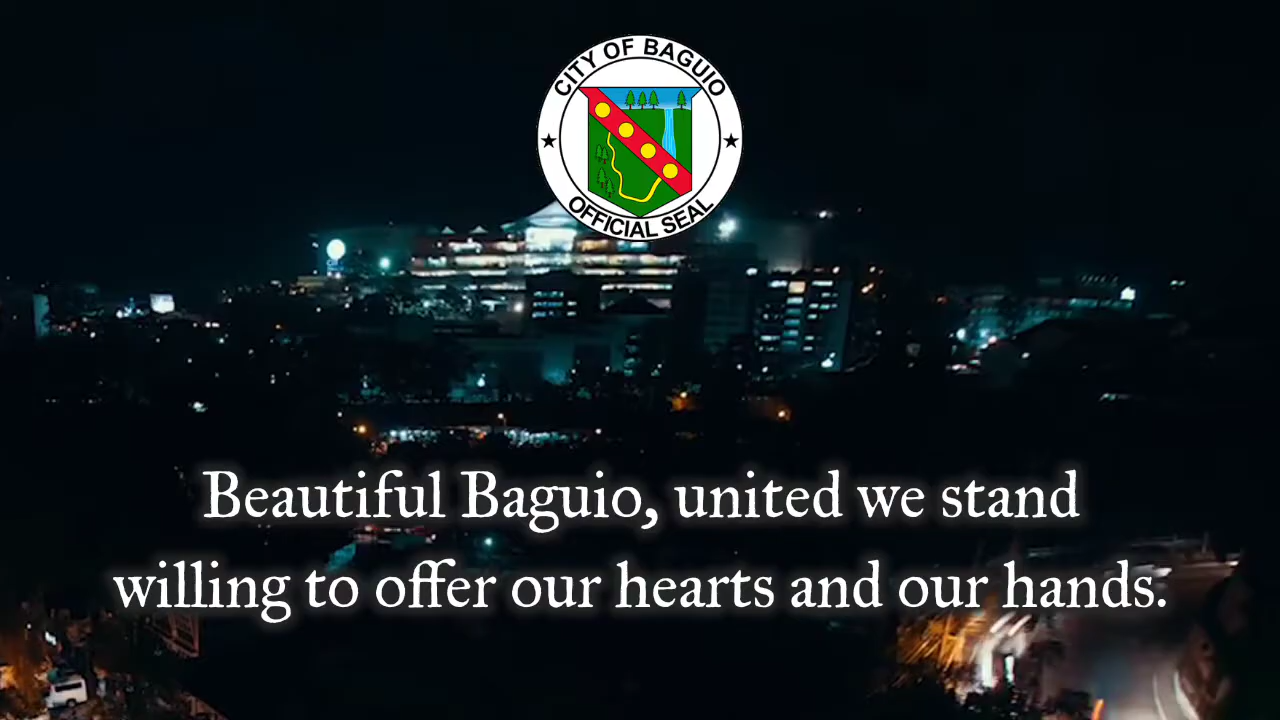 CITY OF BAGUIO
OFFICIAL SEAL
Beautiful Baguio, united we stand
willing to offer our hearts and our hands.